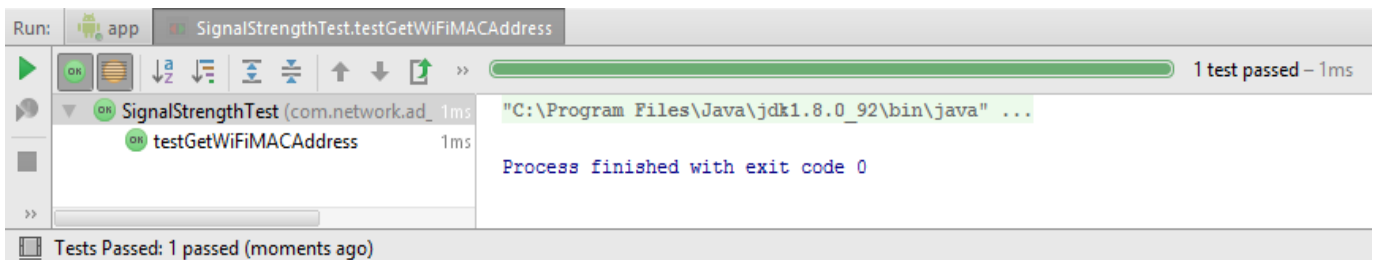 Run: app SignalStrengthTest.testGetWiFiMACAddress
1 test passed – 1ms
SignalStrengthTest (com.network.ad_ 1ms
testGetWiFiMACAddress 1ms
"C:\Program Files\Java\jdk1.8.0_92\bin\java" ...
Process finished with exit code 0
Tests Passed: 1 passed (moments ago)